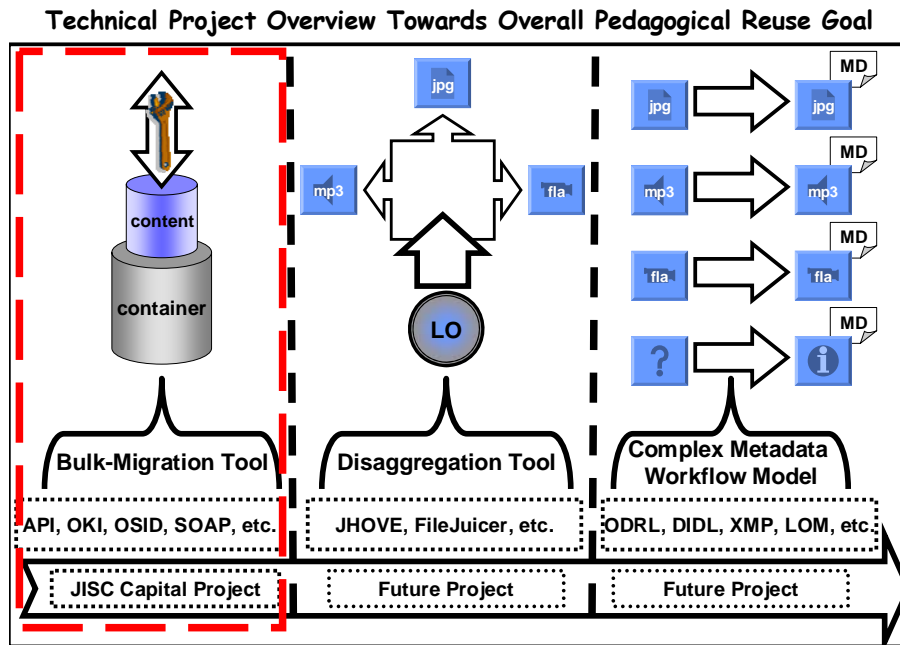 Technical Project Overview Towards Overall Pedagogical Reuse Goal
content
container
Bulk-Migration Tool
API, OKI, OSID, SOAP, etc.
JISC Capital Project
jpg
mp3
fla
LO
Disaggregation Tool
JHOVE, FileJuicer, etc.
Future Project
jpg
MD
jpg
mp3
MD
mp3
fla
MD
fla
?
MD
i
Complex Metadata
Workflow Model
ODRL, DIDL, XMP, LOM, etc.
Future Project